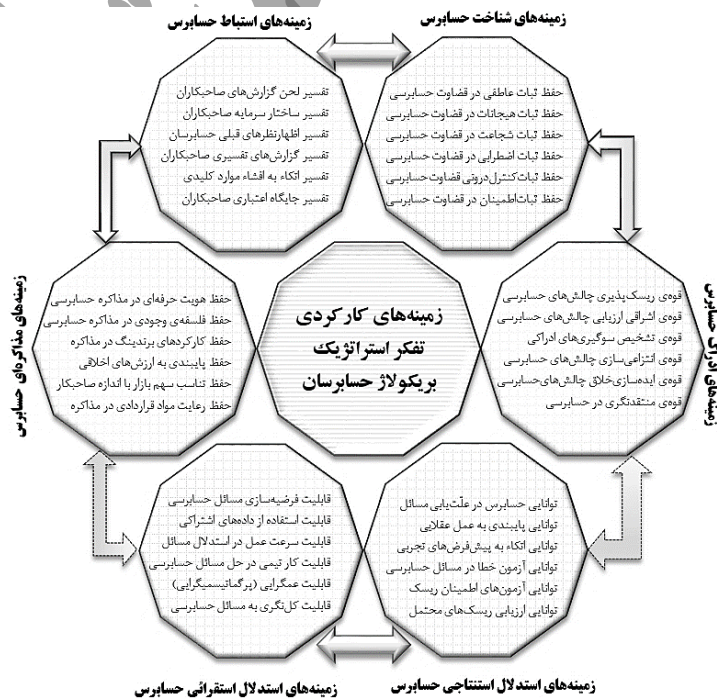 زمینه‌های شناخت حسابرس
حفظ ثبات عاطفی در قضاوت حسابرسی
حفظ ثبات هیجانات در قضاوت حسابرسی
حفظ ثبات شجاعت در قضاوت حسابرسی
حفظ ثبات اضطرابی در قضاوت حسابرسی
حفظ ثبات‌کنترل‌درونی قضاوت حسابرسی
حفظ ثبات‌اطمینان در قضاوت حسابرسی
زمینه‌های استباط حسابرس
تفسیر لحن گزارش‌های صاحبکاران
تفسیر ساختار سرمایه صاحبکاران
تفسیر اظهارنظرهای قبلی حسابرسان
تفسیر گزارش‌های تفسیری صاحبکاران
تفسیر اتکاء به افشاء موارد کلیدی
تفسیر جایگاه اعتباری صاحبکاران
زمینه‌های ادراک حسابرس
قوه‌ی ریسک‌پذیری چالش‌های حسابرسی
قوه‌ی اشراقی ارزیابی چالش‌های حسابرسی
قوه‌ی تشخیص سوگیری‌های ادراکی
قوه‌ی انتزاعی‌سازی چالش‌های حسابرسی
قوه‌ی ایده‌سازی‌خلاق چالش‌های‌حسابرسی
قوه‌ی منتقدنگری در حسابرسی
زمینه‌های کارکردی
تفکر استراتژیک
بریکولاژ حسابرسان
زمینه‌های مذاکره‌ای حسابرس
حفظ هویت حرفه‌ای در مذاکره حسابرسی
حفظ فلسفه‌ی وجودی در مذاکره حسابرسی
حفظ کارکردهای برندینگ در مذاکره
حفظ پایبندی به ارزش‌های اخلاقی
حفظ تناسب سهم بازار با اندازه صاحبکار
حفظ رعایت مواد قراردادی در مذاکره
توانایی حسابرس در علّت‌یابی مسائل
توانایی پایبندی به عمل عقلایی
توانایی اتکاء به پیش‌فرض‌های تجربی
توانایی آزمون خطا در مسائل حسابرسی
توانایی آزمون‌های اطمینان ریسک
توانایی ارزیابی ریسک‌های محتمل
زمینه‌های استدلال استنتاجی حسابرس
قابلیت فرضیه‌سازی مسائل حسابرسی
قابلیت استفاده از داده‌های اشتراکی
قابلیت سرعت عمل در استدلال مسائل
قابلیت کار تیمی در حل مسائل حسابرسی
قابلیت عمگرایی (پرگماتیسمیگرایی)
قابلیت کل‌نگری به مسائل حسابرسی
زمینه‌های استدلال استقرائی حسابرس